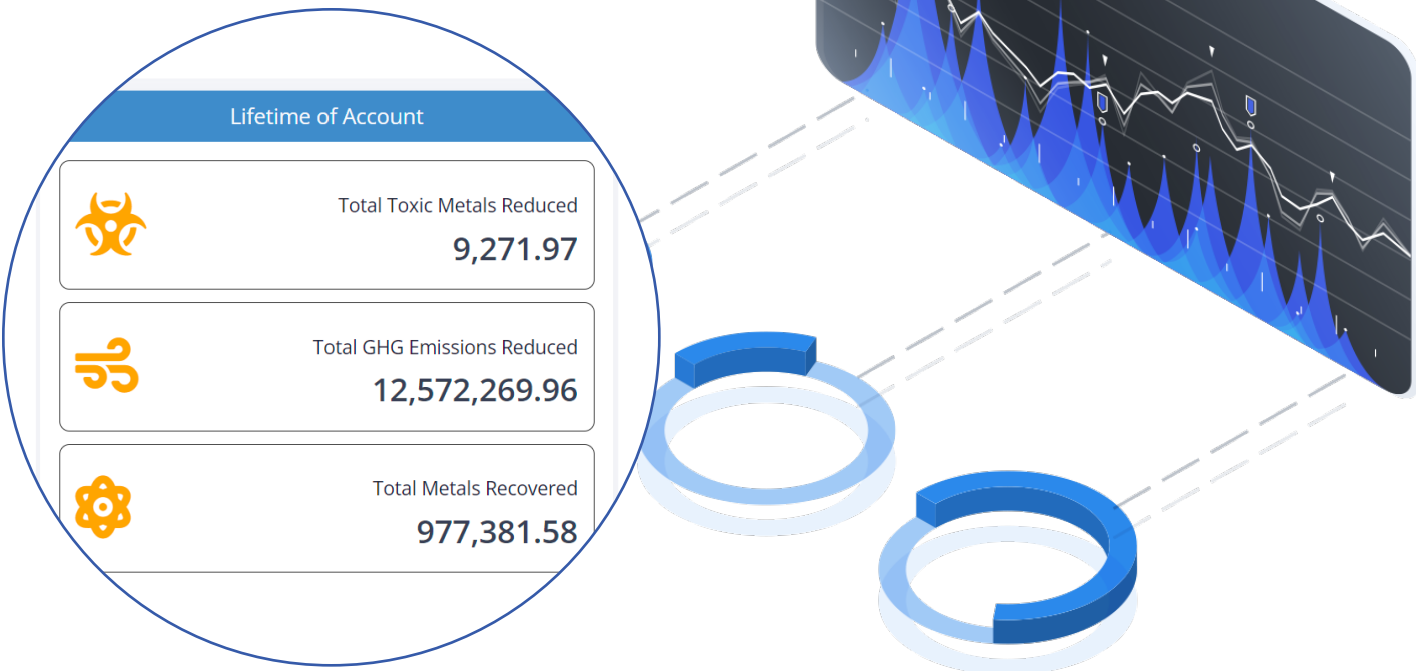 Lifetime of Account
Total Toxic Metals Reduced
9,271.97
Total GHG Emissions Reduced
12,572,269.96
Total Metals Recovered
977,381.58